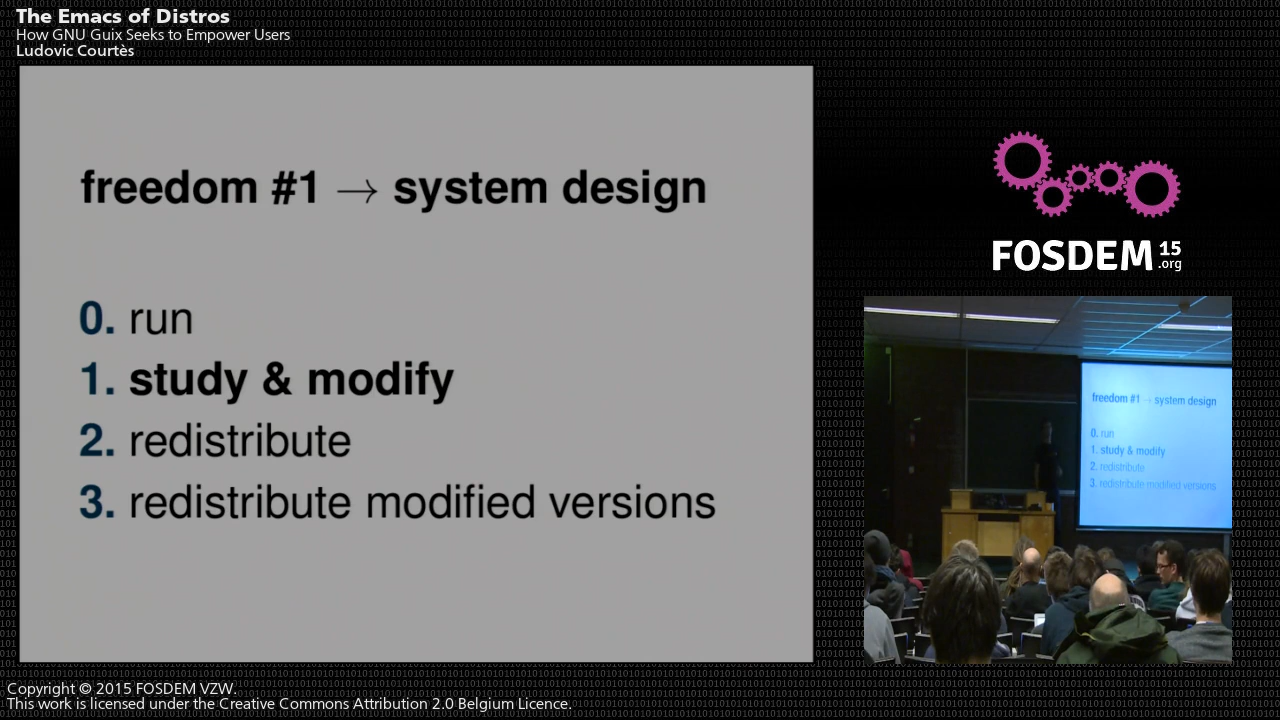 The Emacs of Distros
How GNU Guix Seeks to Empower Users
Ludovic Courtès
freedom #1 → system design
0. run
1. study & modify
2. redistribute
3. redistribute modified versions
FOSDEM 15
.org
freedom #1 → system design
0. run
1. study & modify
2. redistribute
3. redistribute modified versions
Copyright © 2015 FOSDEM VZW.
This work is licensed under the Creative Commons Attribution 2.0 Belgium Licence.